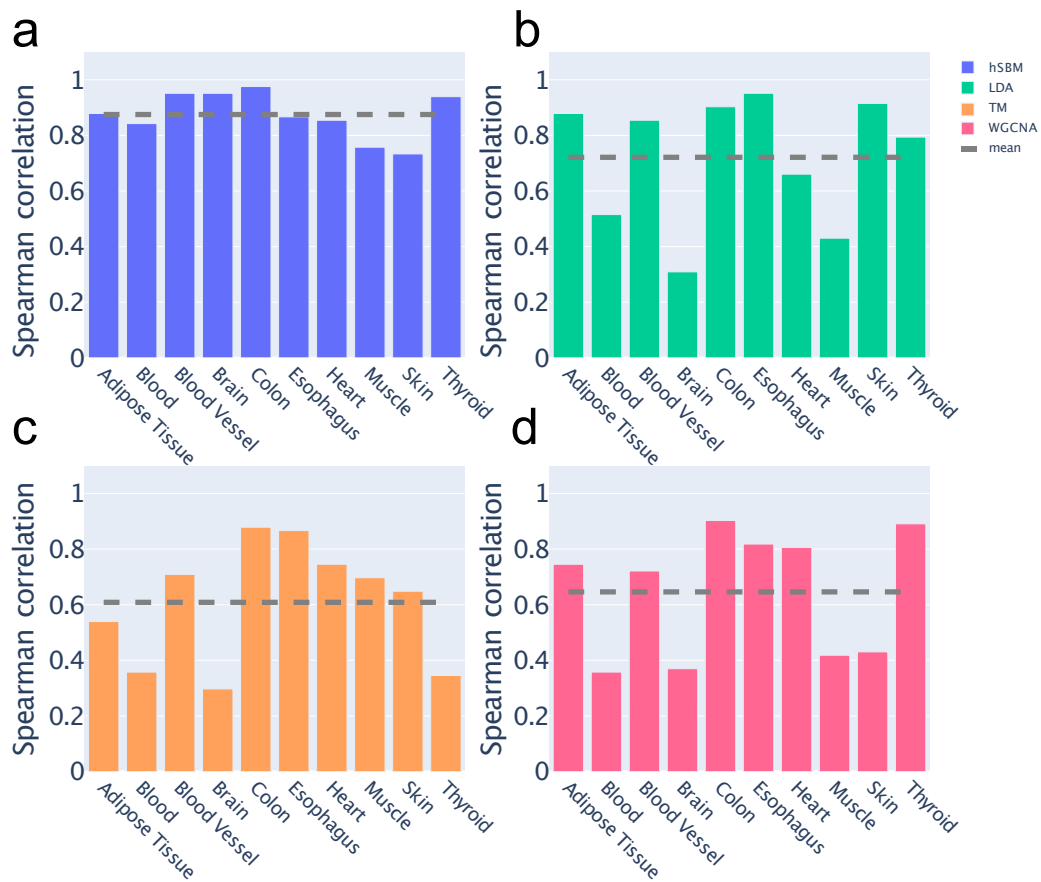 a
Spearman correlation
1
0.8
0.6
0.4
0.2
0
Adipose Tissue
Blood
Blood Vessel
Brain
Colon
Esophagus
Heart
Muscle
Skin
Thyroid
b
Spearman correlation
1
0.8
0.6
0.4
0.2
0
Adipose Tissue
Blood
Blood Vessel
Brain
Colon
Esophagus
Heart
Muscle
Skin
Thyroid
hSBM
LDA
TM
WGCNA
mean
c
Spearman correlation
1
0.8
0.6
0.4
0.2
0
Adipose Tissue
Blood
Blood Vessel
Brain
Colon
Esophagus
Heart
Muscle
Skin
Thyroid
d
Spearman correlation
1
0.8
0.6
0.4
0.2
0
Adipose Tissue
Blood
Blood Vessel
Brain
Colon
Esophagus
Heart
Muscle
Skin
Thyroid